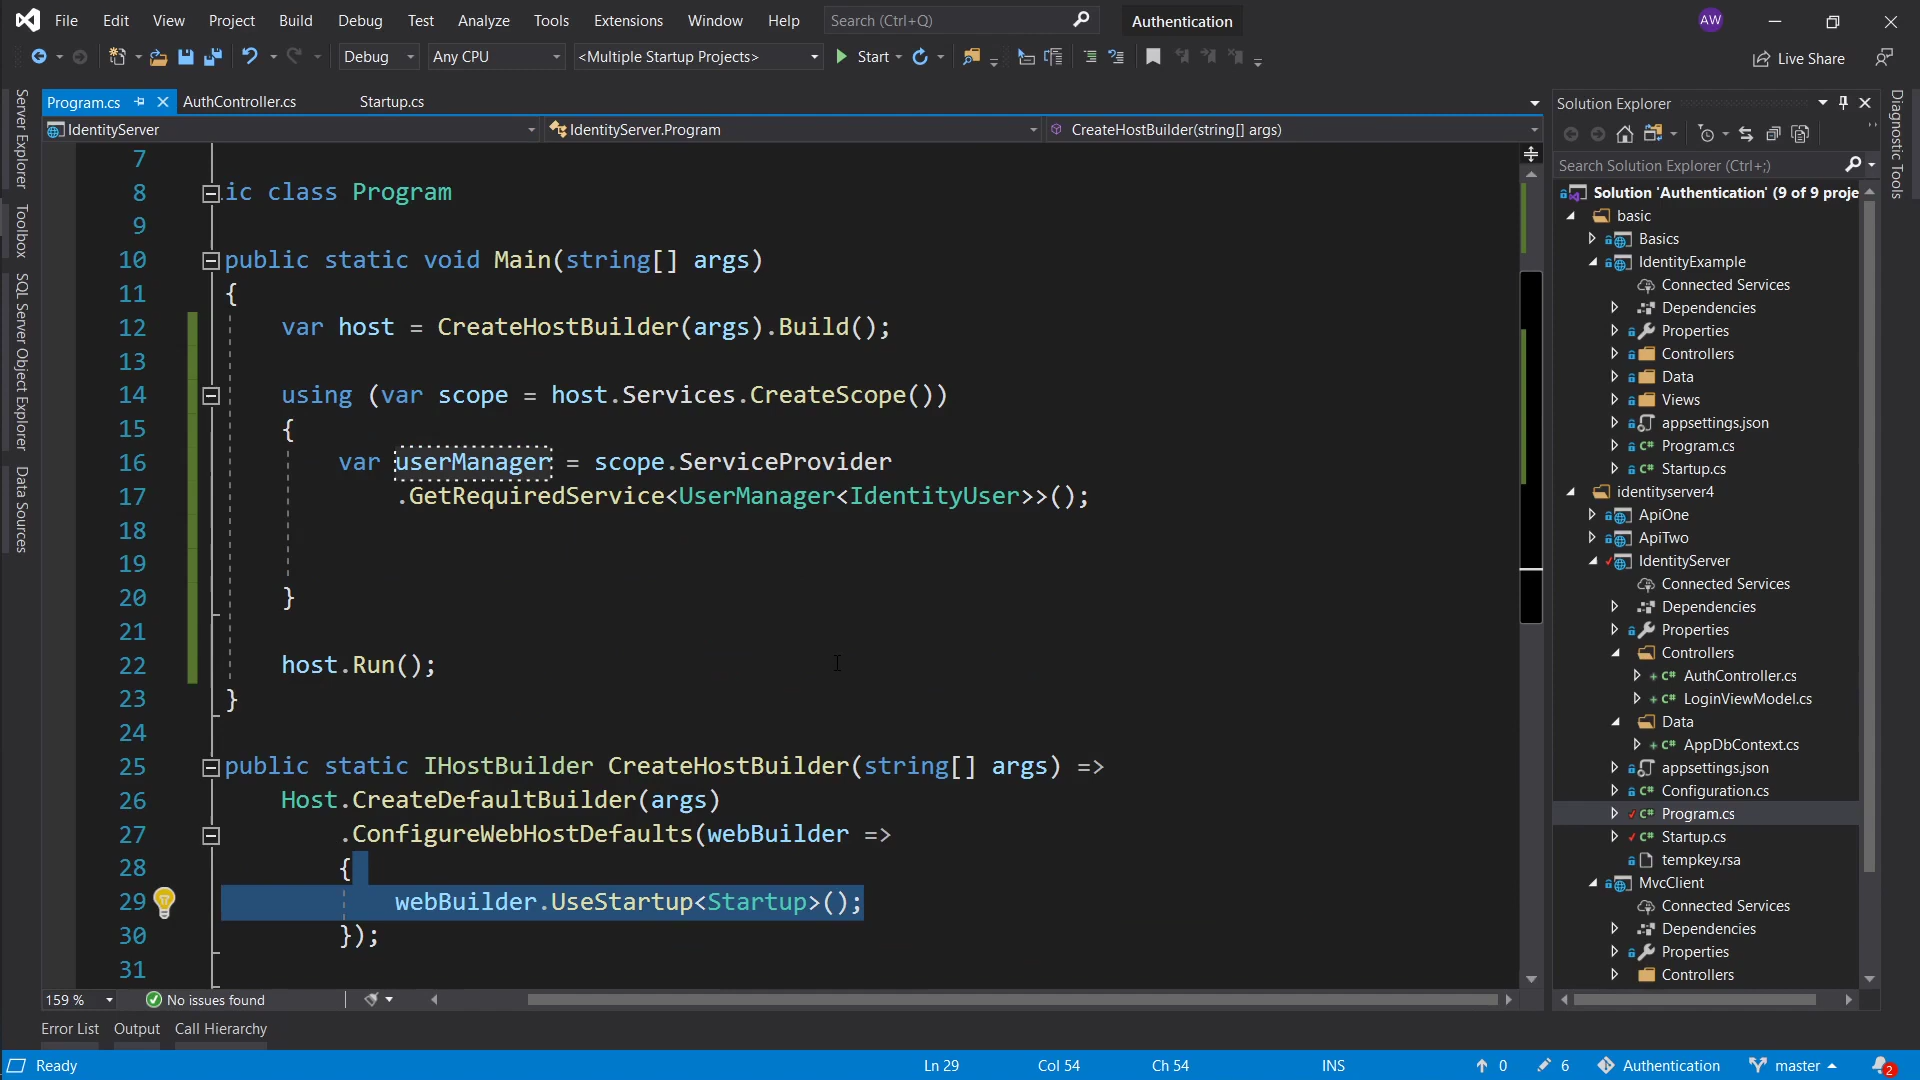 File Edit View Project Build Debug Test Analyze Tools Extensions Window Help Search (Ctrl+Q) Authentication AW
Debug Any CPU <Multiple Startup Projects> Start Live Share
Server Explorer
Toolbox
SQL Server Object Explorer
Data Sources
Program.cs AuthController.cs Startup.cs
IdentityServer IdentityServer.Program CreateHostBuilder(string[] args)
7
8 ic class Program
9
10 public static void Main(string[] args)
11 {
12 var host = CreateHostBuilder(args).Build();
13
14 using (var scope = host.Services.CreateScope())
15 {
16 var userManager = scope.ServiceProvider
17 .GetRequiredService<UserManager<IdentityUser>>();
18
19
20 }
21
22 host.Run();
23 }
24
25 public static IHostBuilder CreateHostBuilder(string[] args) =>
26 Host.CreateDefaultBuilder(args)
27 .ConfigureWebHostDefaults(webBuilder =>
28 {
29 webBuilder.UseStartup<Startup>();
30 });
31
159 % No issues found
Error List Output Call Hierarchy
Solution Explorer
Search Solution Explorer (Ctrl+;)
Solution 'Authentication' (9 of 9 proje
basic
Basics
IdentityExample
Connected Services
Dependencies
Properties
Controllers
Data
Views
appsettings.json
Program.cs
Startup.cs
identityserver4
ApiOne
ApiTwo
IdentityServer
Connected Services
Dependencies
Properties
Controllers
AuthController.cs
LoginViewModel.cs
Data
AppDbContext.cs
appsettings.json
Configuration.cs
Program.cs
Startup.cs
tempkey.rsa
MvcClient
Connected Services
Dependencies
Properties
Controllers
Diagnostic Tools
Ready Ln 29 Col 54 Ch 54 INS 0 6 Authentication master 2